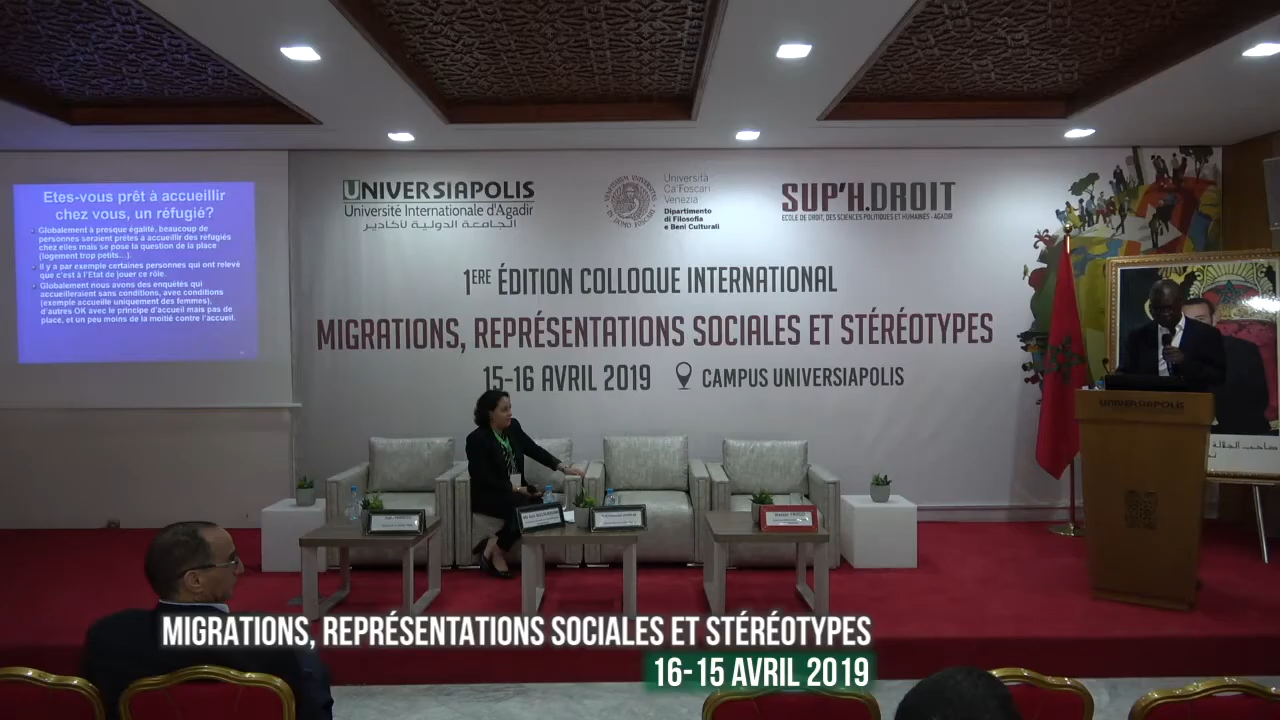 Etes-vous prêt à accueillir
chez vous, un réfugié?
Globalement à presque égalité, beaucoup de
personnes seraient prêtes a accueillir des réfugiés
chez elles mais se pose la question de la place
(logement trop petits…).
Il y a par exemple certaines personnes qui ont relevé
que c'est à l'Etat de jouer ce rôle.
Globalement nous avons des enquêtés qui
accueilleraient sans conditions, avec conditions
(exemple accueille uniquement des femmes),
d'autres OK avec le principe d'accueil mais pas de
place, et un peu moins de la moitié contre l'accueil.
UNIVERSIAPOLIS
Université Internationale d'Agadir
الجامعة الدولية لأكادير
Università
Ca'Foscari
Venezia
Dipartimento
di Filosofia
e Beni Culturali
SUP'H.DROIT
ECOLE DE DROIT, DES SCIENCES POLITIQUES ET HUMAINES - AGADIR
1ERE ÉDITION COLLOQUE INTERNATIONAL
MIGRATIONS, REPRÉSENTATIONS SOCIALES ET STÉRÉOTYPES
15-16 AVRIL 2019 CAMPUS UNIVERSIAPOLIS
UNIVERSIAPOLIS
صاحب الجلالة
MIGRATIONS, REPRÉSENTATIONS SOCIALES ET STÉRÉOTYPES
16-15 AVRIL 2019